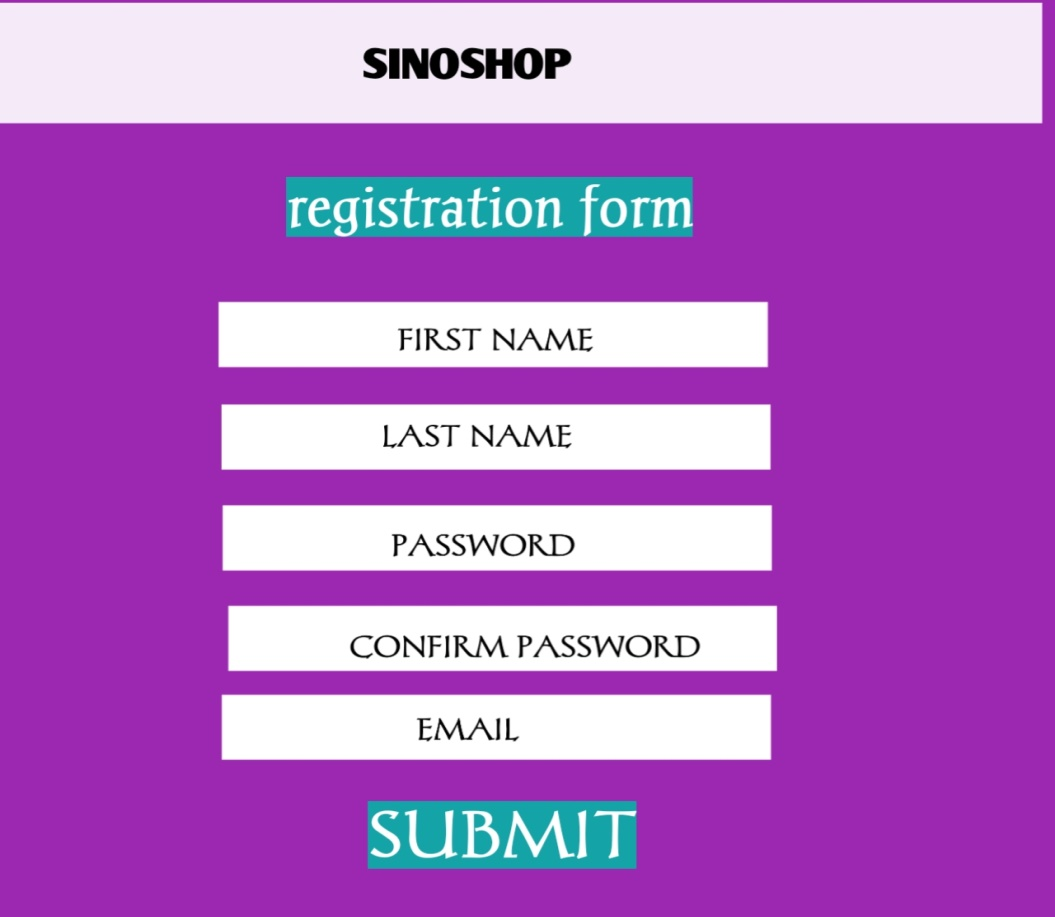 SINOSHOP
registration form
FIRST NAME
LAST NAME
PASSWORD
CONFIRM PASSWORD
EMAIL
SUBMIT